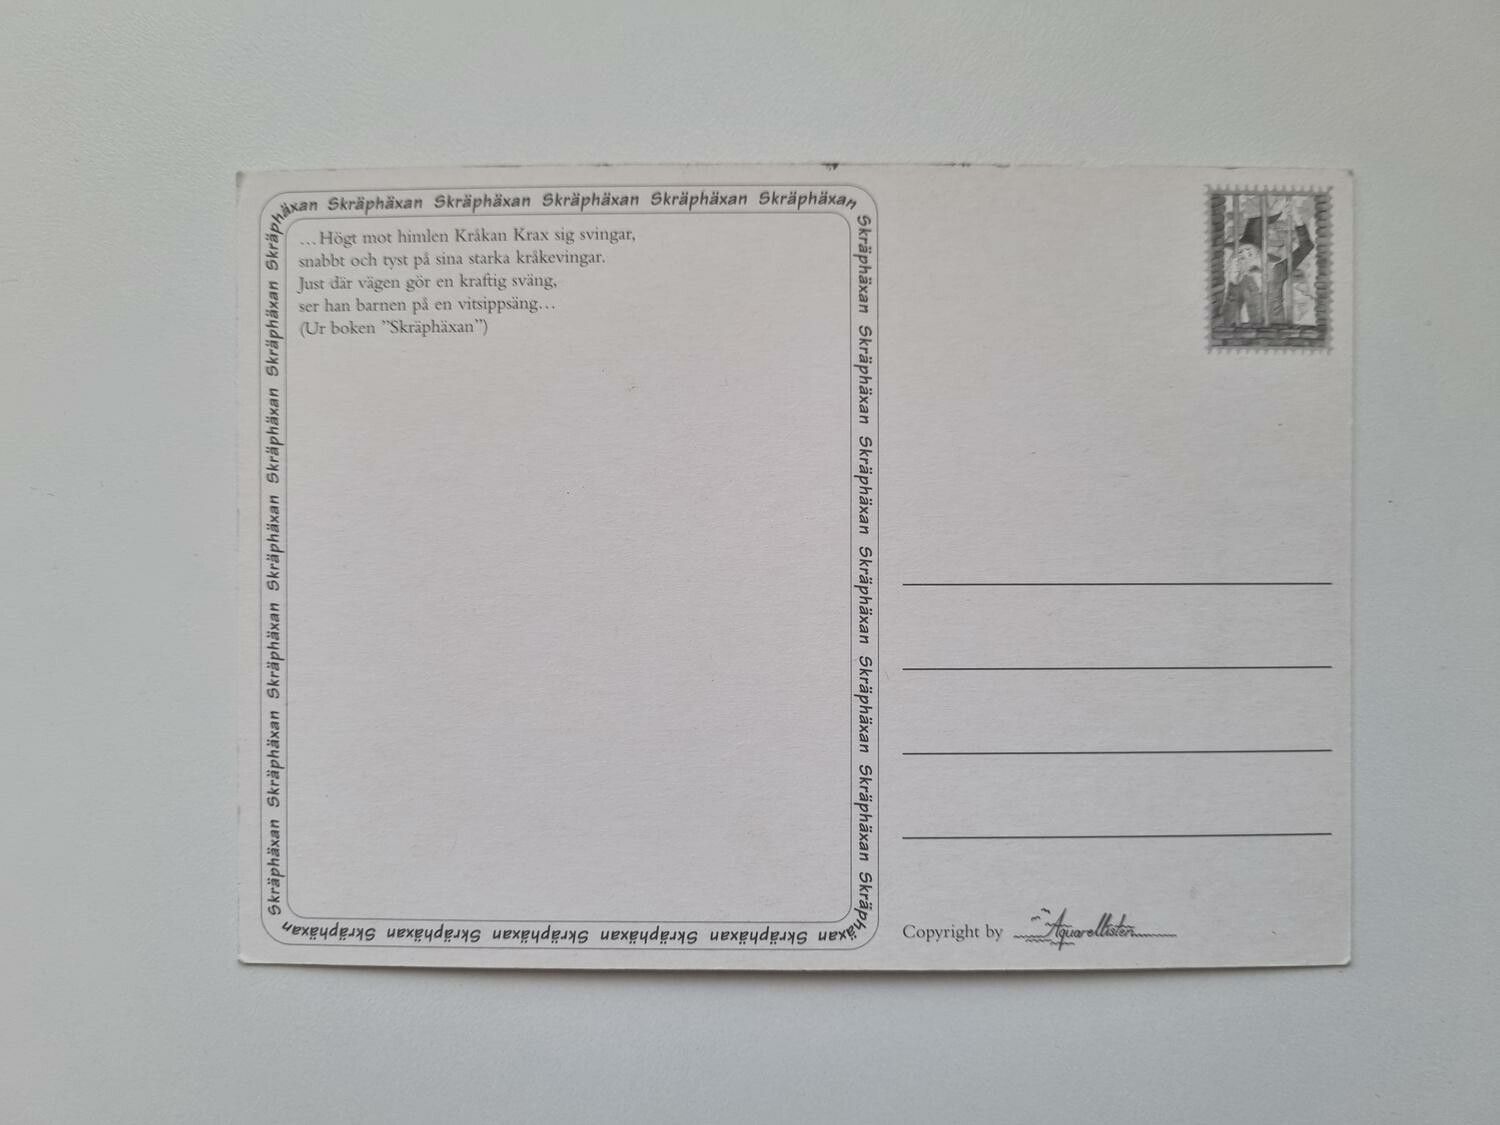 Skräphäxan Skräphäxan Skräphäxan Skräphäxan Skräphäxan Skräphäxan
Skräphäxan Skräphäxan Skräphäxan Skräphäxan Skräphäxan Skräphäxan
…Högt mot himlen Kråkan Krax sig svingar,
snabbt och tyst på sina starka kråkevingar.
Just där vägen gör en kraftig sväng,
ser han barnen på en vitsippsäng…
(Ur boken ”Skräphäxan”)
Skräphäxan Skräphäxan Skräphäxan Skräphäxan Skräphäxan Skräphäxan Skräphäxan
Skräphäxan Skräphäxan Skräphäxan Skräphäxan Skräphäxan
Copyright by Aquarellisten